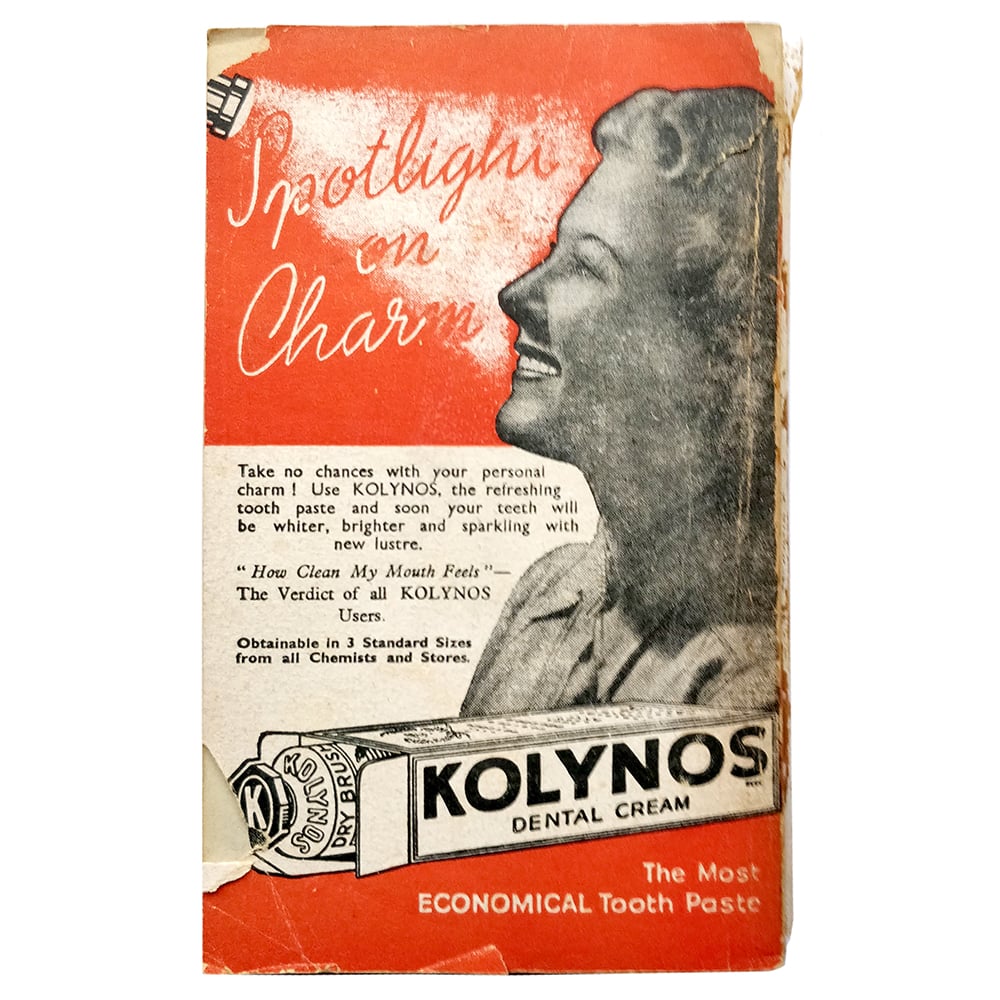 Spotlight
on
Charm
Take no chances with your personal
charm ! Use KOLYNOS, the refreshing
tooth paste and soon your teeth will
be whiter, brighter and sparkling with
new lustre.
“ How Clean My Mouth Feels ”—
The Verdict of all KOLYNOS
Users.
Obtainable in 3 Standard Sizes
from all Chemists and Stores.
KOLYNOS
DRY BRUSH
K
KOLYNOS
DENTAL CREAM
The Most
ECONOMICAL Tooth Paste